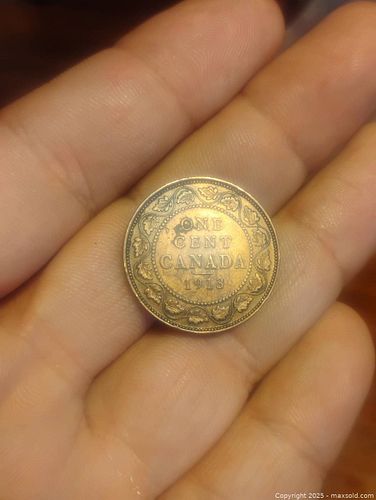 ONE
CENT
CANADA
1918
Copyright 2025 - maxsold.com